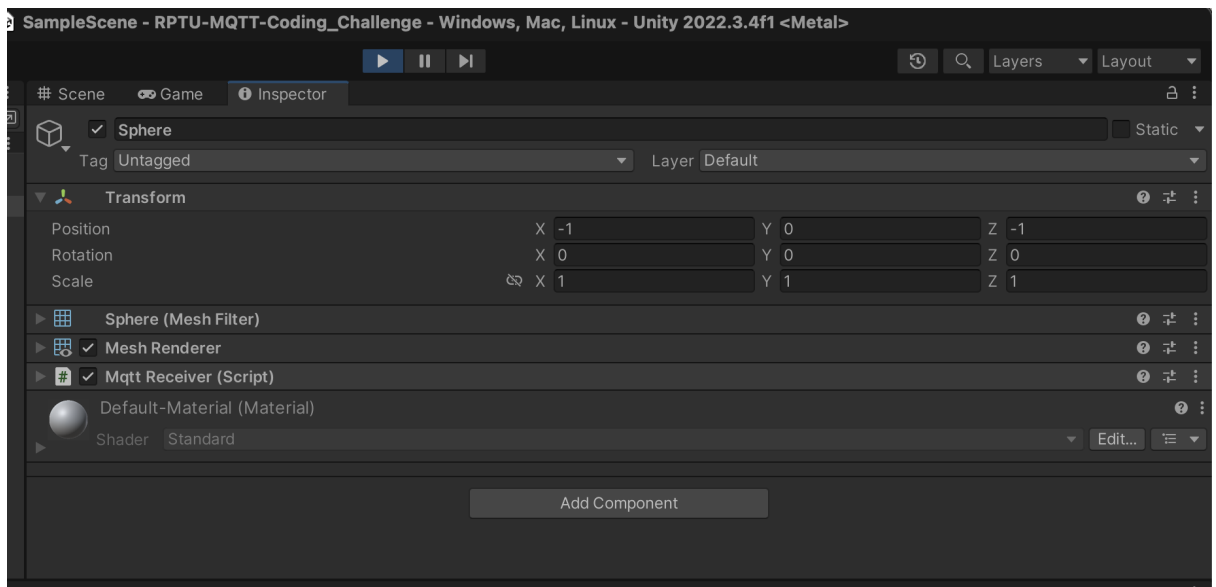 SampleScene - RPTU-MQTT-Coding_Challenge - Windows, Mac, Linux - Unity 2022.3.4f1 <Metal>
Layers Layout
Scene Game Inspector
Sphere Static
Tag Untagged Layer Default
Transform
Position X -1 Y 0 Z -1
Rotation X 0 Y 0 Z 0
Scale X 1 Y 1 Z 1
Sphere (Mesh Filter)
Mesh Renderer
# Mqtt Receiver (Script)
Default-Material (Material)
Shader Standard Edit...
Add Component